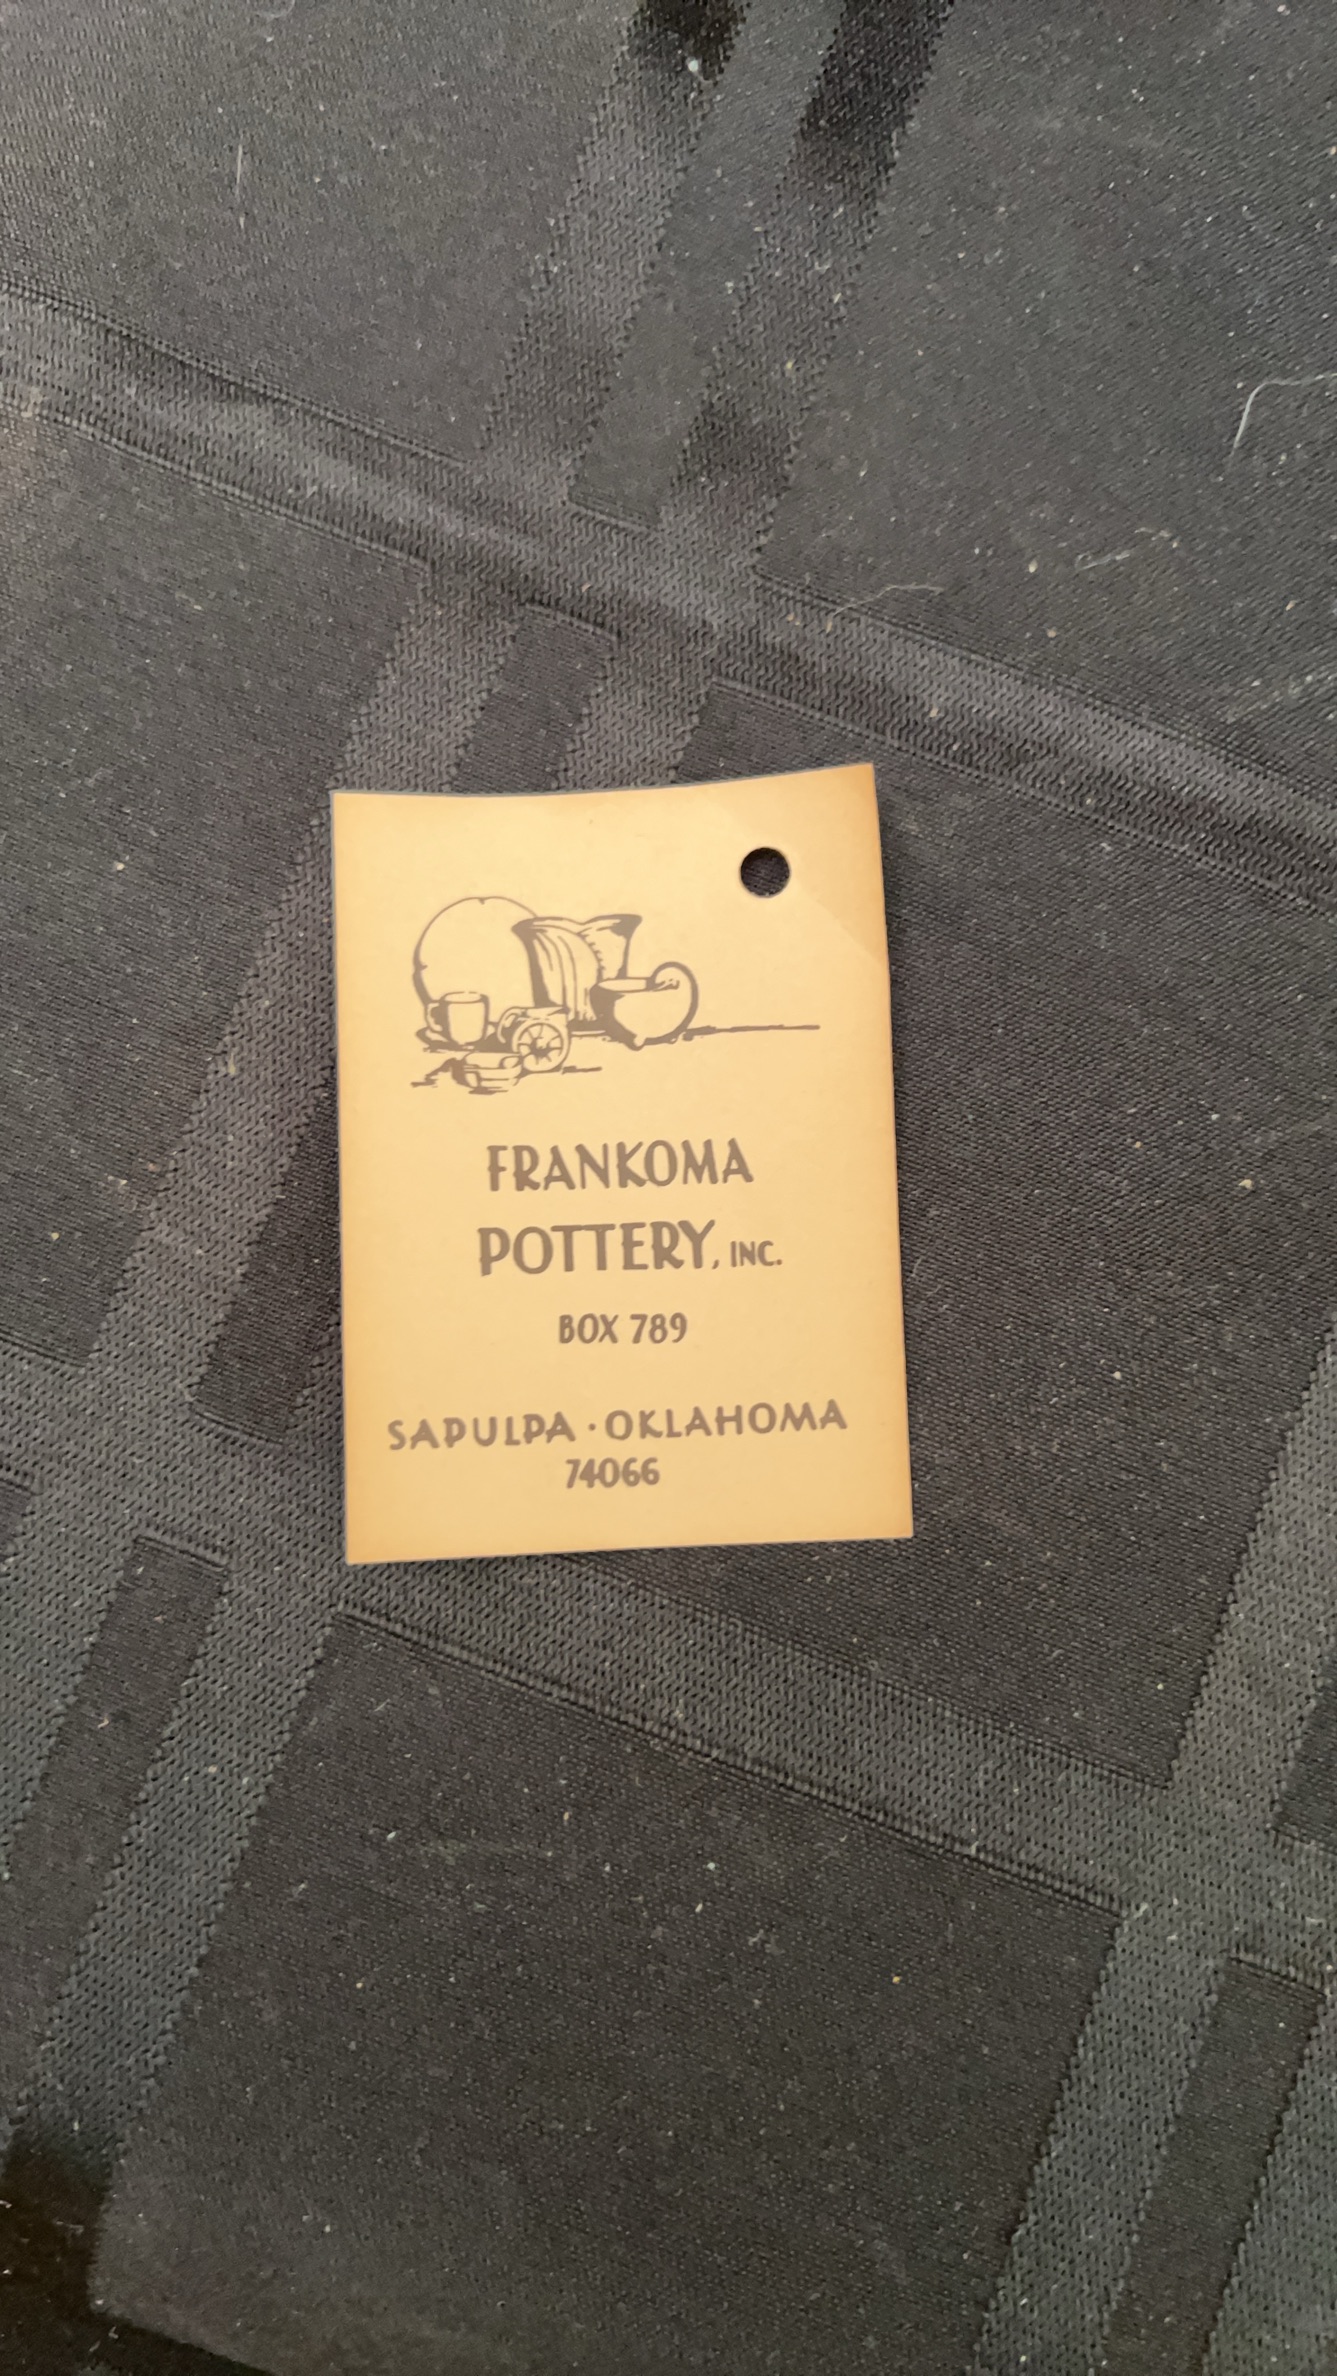 FRANKOMA
POTTERY, INC.
BOX 789
SAPULPA · OKLAHOMA
74066